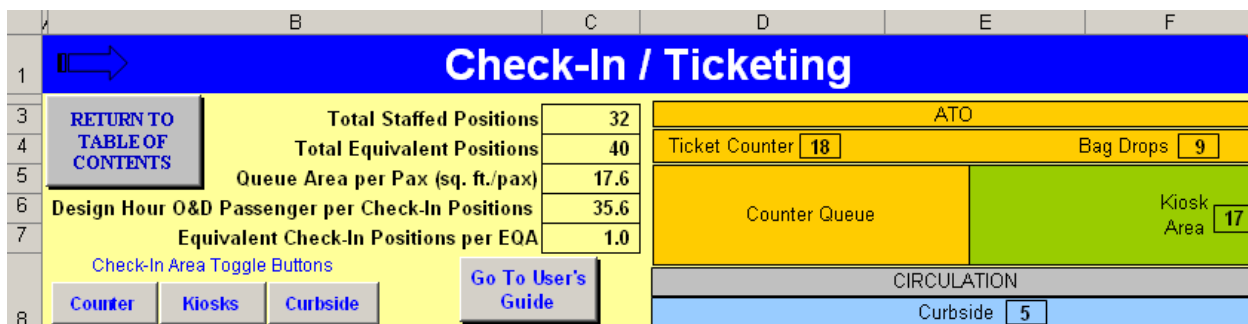 B C D E F
1 Check-In / Ticketing
3 RETURN TO Total Staffed Positions 32 ATO
4 TABLE OF CONTENTS Total Equivalent Positions 40 Ticket Counter 18 Bag Drops 9
5 Queue Area per Pax (sq. ft./pax) 17.6
6 Design Hour O&D Passenger per Check-In Positions 35.6 Counter Queue Kiosk Area 17
7 Equivalent Check-In Positions per EQA 1.0
Check-In Area Toggle Buttons Go To User's Guide CIRCULATION
8 Counter Kiosks Curbside Curbside 5